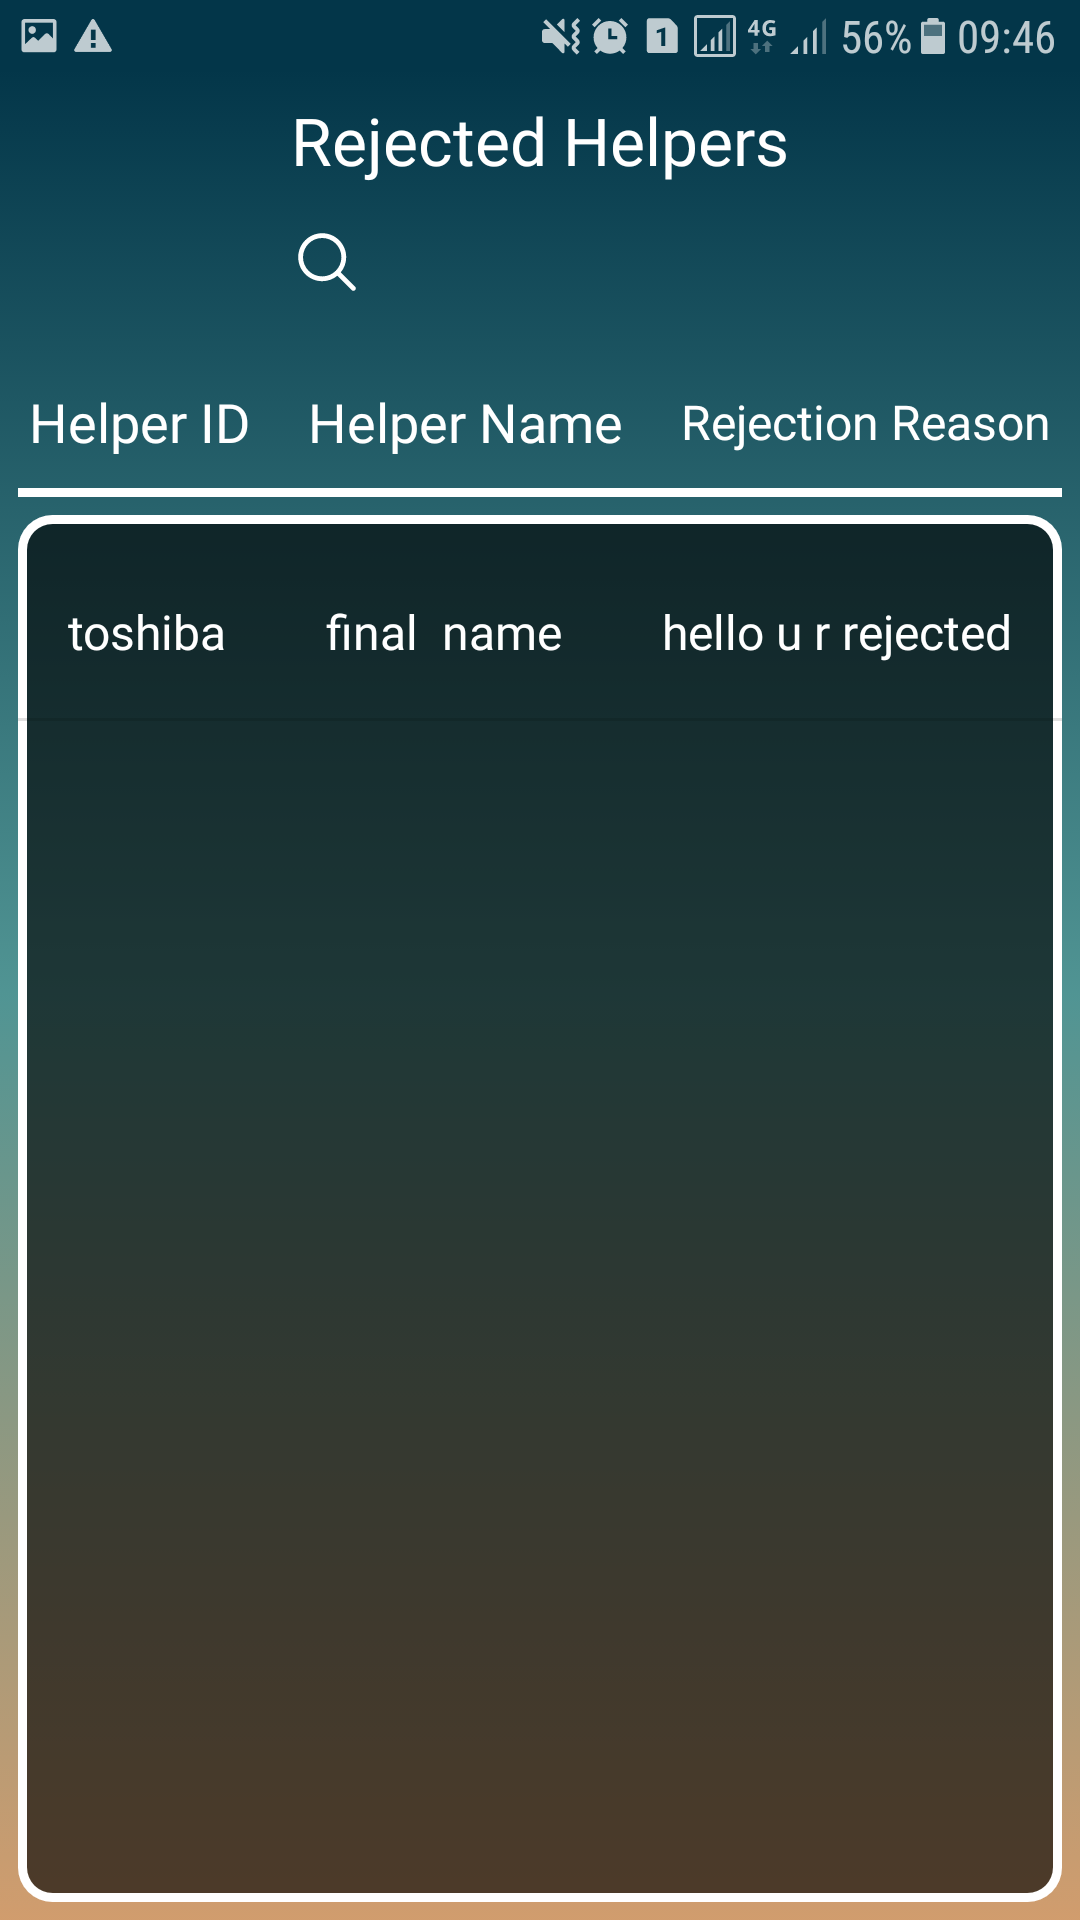 1 4G 56% 09:46
Rejected Helpers
Helper ID Helper Name Rejection Reason
toshiba final name hello u r rejected